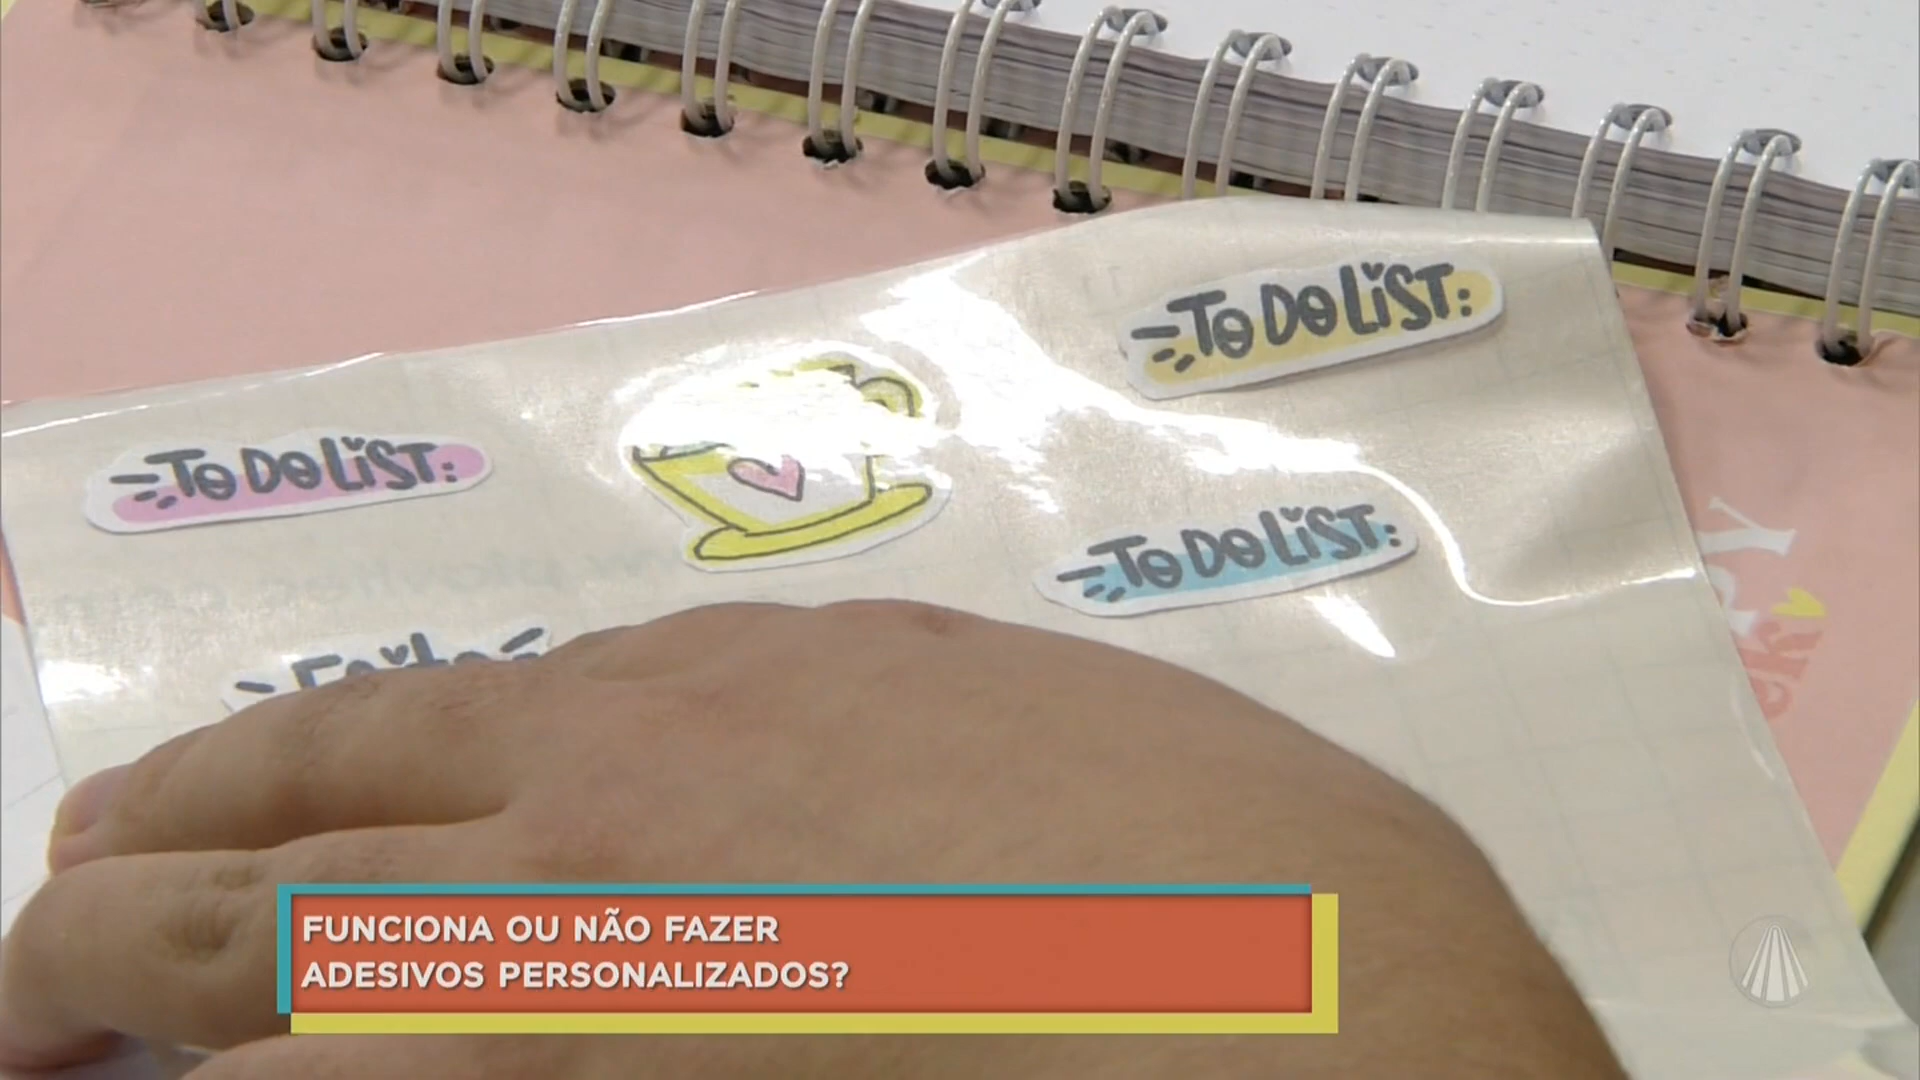 TO DO LIST:
TO DO LIST:
TO DO LIST:
FUNCIONA OU NÃO FAZER
ADESIVOS PERSONALIZADOS?